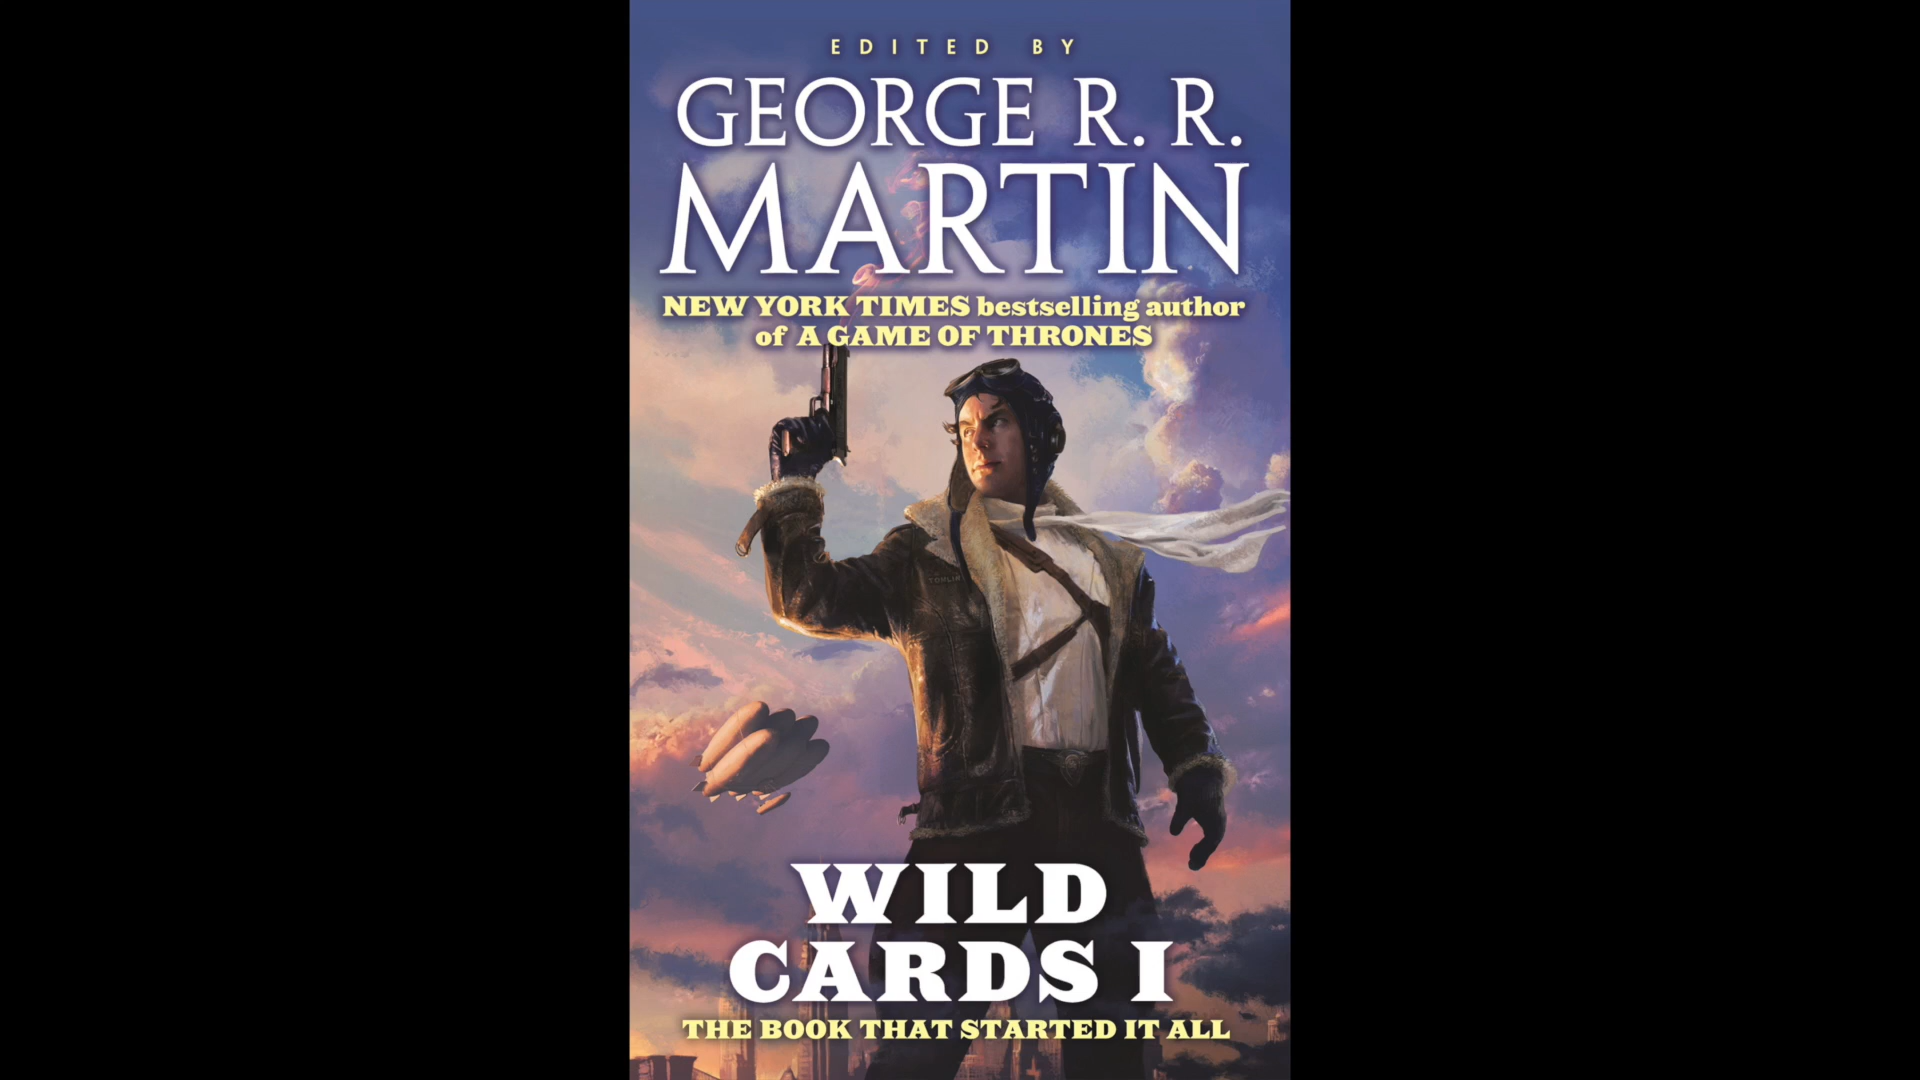 EDITED BY
GEORGE R. R.
MARTIN
NEW YORK TIMES bestselling author
of A GAME OF THRONES
TOMLIN
WILD
CARDS I
THE BOOK THAT STARTED IT ALL